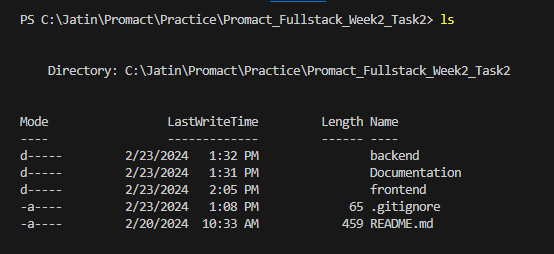 PS C:\Jatin\Promact\Practice\Promact_Fullstack_Week2_Task2> ls
Directory: C:\Jatin\Promact\Practice\Promact_Fullstack_Week2_Task2
Mode LastWriteTime Length Name
---- ------------- ------ ----
d----- 2/23/2024 1:32 PM backend
d----- 2/23/2024 1:31 PM Documentation
d----- 2/23/2024 2:05 PM frontend
-a---- 2/23/2024 1:08 PM 65 .gitignore
-a---- 2/20/2024 10:33 AM 459 README.md